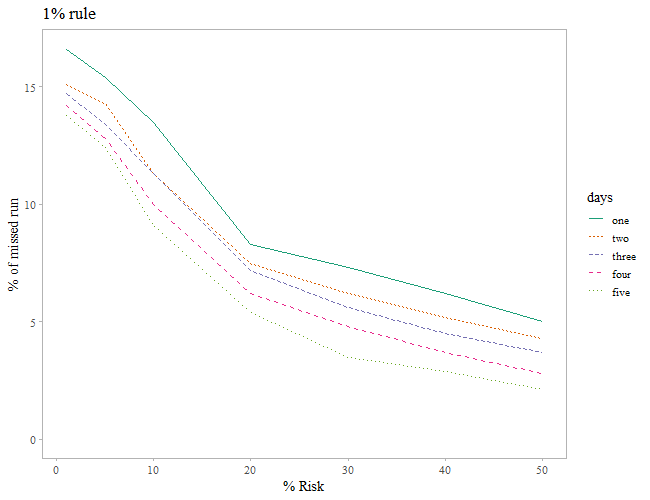 1% rule
% of missed run
15
10
5
0
0 10 20 30 40 50
% Risk
days
one
two
three
four
five